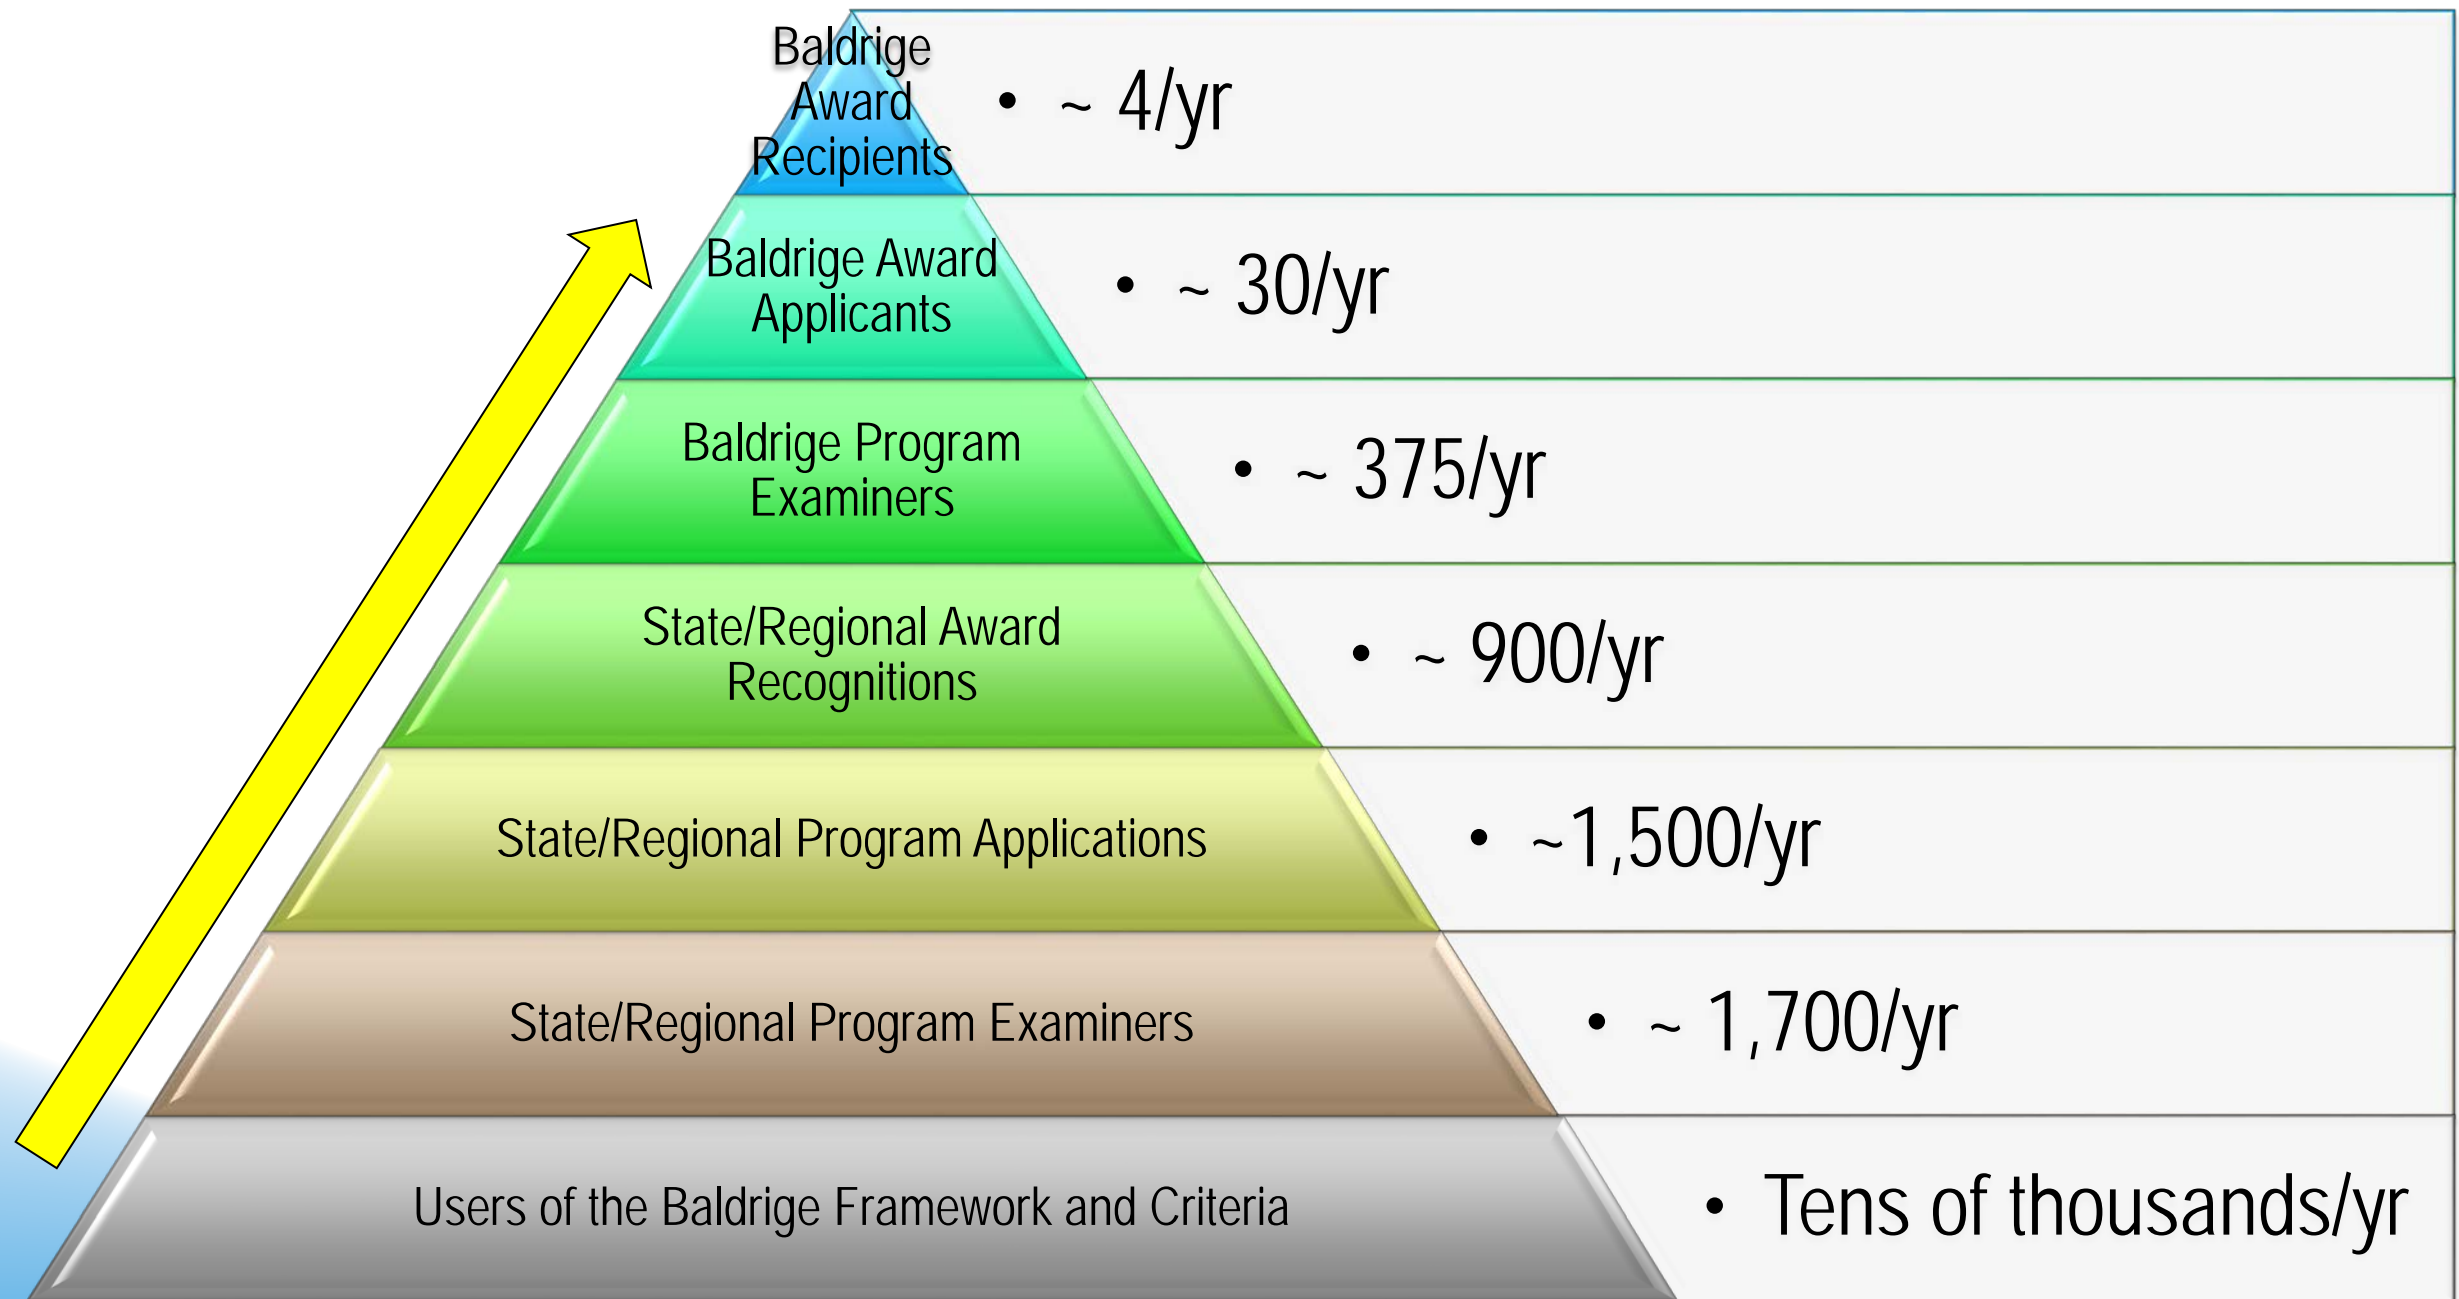 Baldrige
Award
Recipients
• ~ 4/yr
Baldrige Award
Applicants
• ~ 30/yr
Baldrige Program
Examiners
• ~ 375/yr
State/Regional Award
Recognitions
• ~ 900/yr
State/Regional Program Applications
• ~1,500/yr
State/Regional Program Examiners
• ~ 1,700/yr
Users of the Baldrige Framework and Criteria
• Tens of thousands/yr